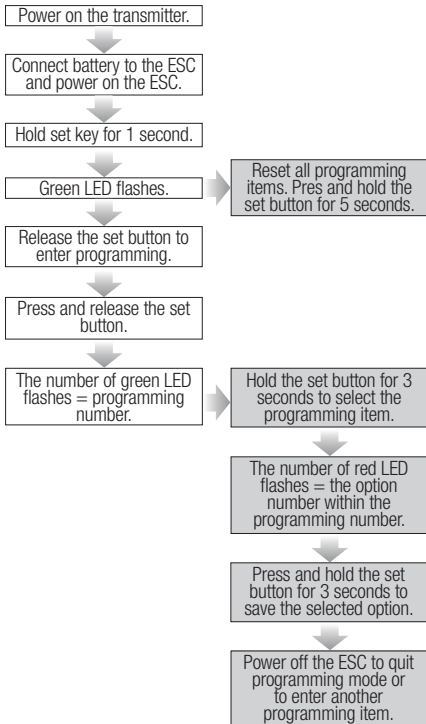 Power on the transmitter.
Connect battery to the ESC
and power on the ESC.
Hold set key for 1 second.
Green LED flashes.
Reset all programming
items. Pres and hold the
set button for 5 seconds.
Release the set button to
enter programming.
Press and release the set
button.
The number of green LED
flashes = programming
number.
Hold the set button for 3
seconds to select the
programming item.
The number of red LED
flashes = the option
number within the
programming number.
Press and hold the set
button for 3 seconds to
save the selected option.
Power off the ESC to quit
programming mode or
to enter another
programming item.